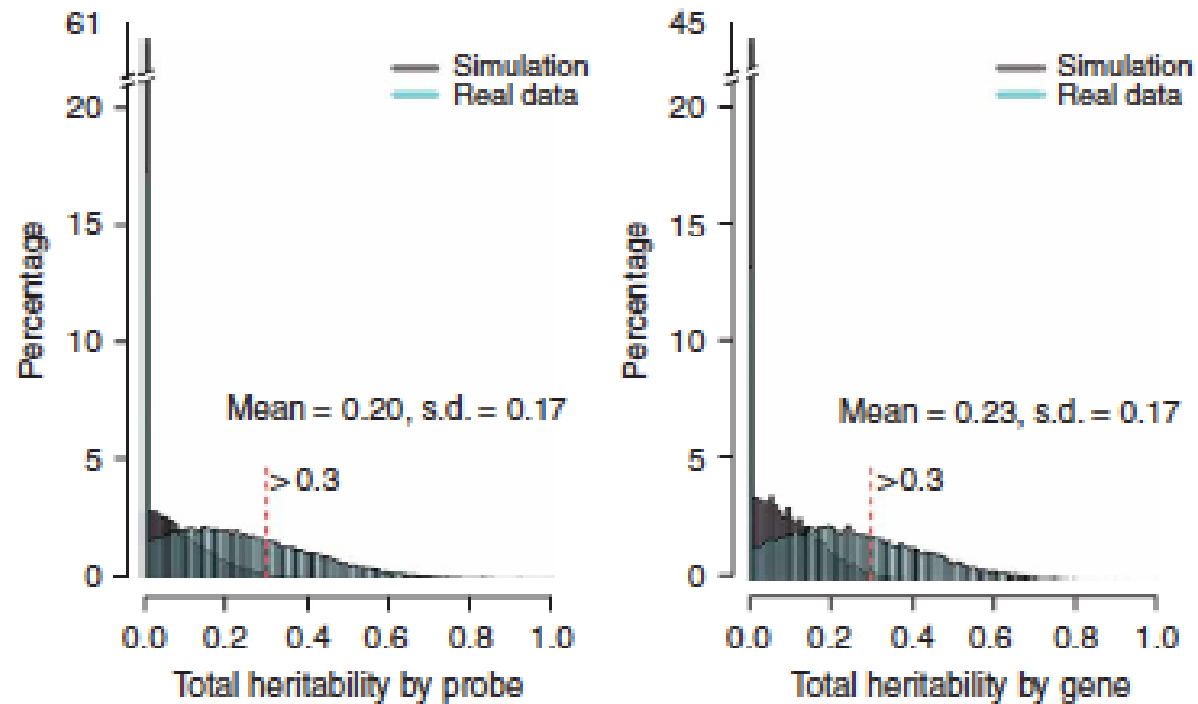 61
20
15
10
5
0
Percentage
Simulation
Real data
Mean = 0.20, s.d. = 0.17
> 0.3
0.0 0.2 0.4 0.6 0.8 1.0
Total heritability by probe
45
20
15
10
5
0
Percentage
Simulation
Real data
Mean = 0.23, s.d. = 0.17
>0.3
0.0 0.2 0.4 0.6 0.8 1.0
Total heritability by gene